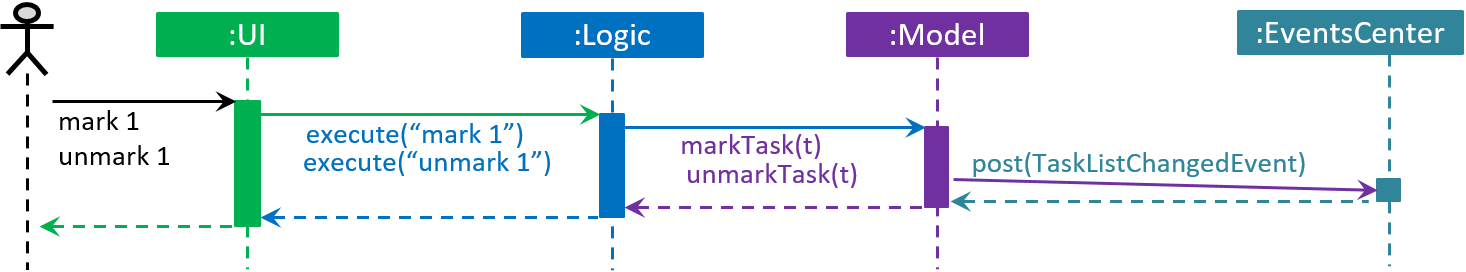 :UI
:Logic
:Model
:EventsCenter
mark 1
unmark 1
execute(“mark 1”)
execute(“unmark 1”)
markTask(t)
unmarkTask(t)
post(TaskListChangedEvent)